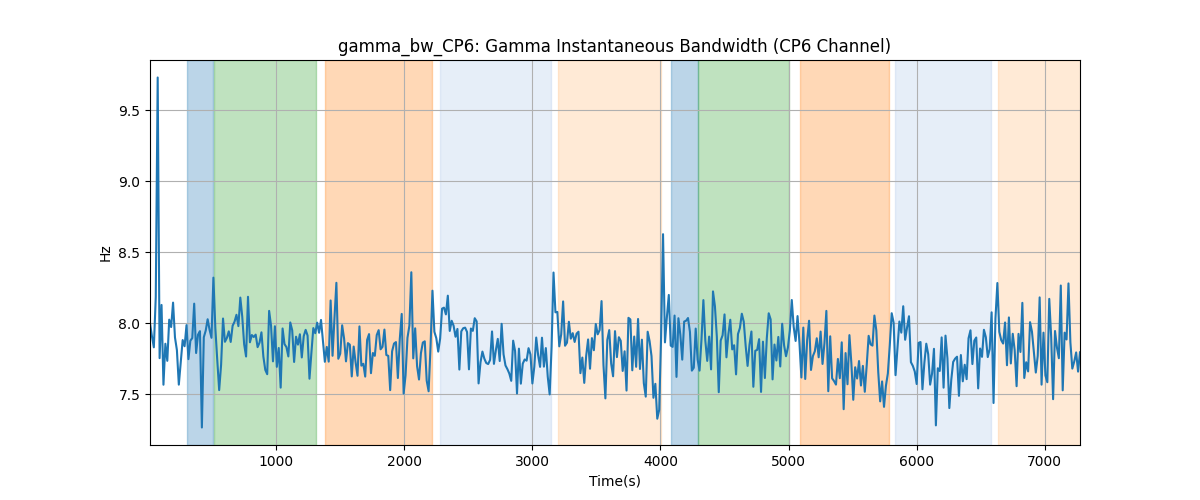 gamma_bw_CP6: Gamma Instantaneous Bandwidth (CP6 Channel)
Hz
9.5
9.0
8.5
8.0
7.5
1000 2000 3000 4000 5000 6000 7000
Time(s)